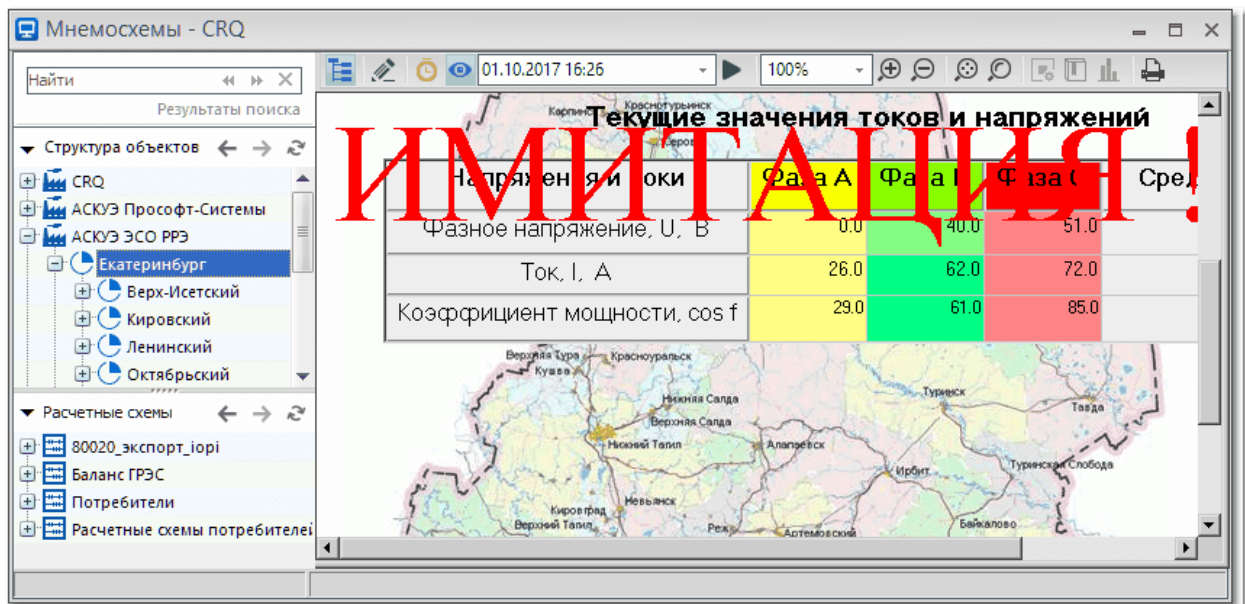 Мнемосхемы - CRQ
Найти
Результаты поиска
Структура объектов
CRQ
АСКУЭ Прософт-Системы
АСКУЭ ЭСО РРЭ
Екатеринбург
Верх-Исетский
Кировский
Ленинский
Октябрьский
Расчетные схемы
80020_экспорт_iopi
Баланс ГРЭС
Потребители
Расчетные схемы потребителей
01.10.2017 16:26
100%
Краснотурьинск
Текущие значения токов и напряжений
ИМИТАЦИЯ !
Напряжения и токи Фаза A Фаза B Фаза C Сред
Фазное напряжение, U, В 0.0 40.0 51.0
Ток, I, А 26.0 62.0 72.0
Коэффициент мощности, cos f 29.0 61.0 85.0
Верхняя Тура
Красноуральск
Кушва
Нижняя Салда
Туринск
Тавда
Верхняя Салда
Нижний Тагил
Алапаевск
Ирбит
Туринская Слобода
Невьянск
Кировград
Верхний Тагил
Реж
Артемовский
Байкалово